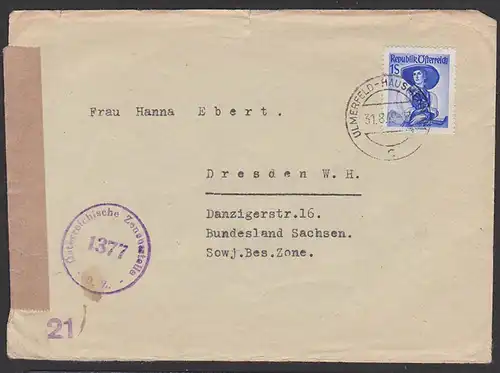 Republik Österreich
1S
ULMERFELD-HAUSM
31.8.
c
Frau Hanna Ebert.
Dresden W.H.
Danzigerstr.16.
Bundesland Sachsen.
Sowj.Bes.Zone.
Österreichische Zensurstelle
1377
21